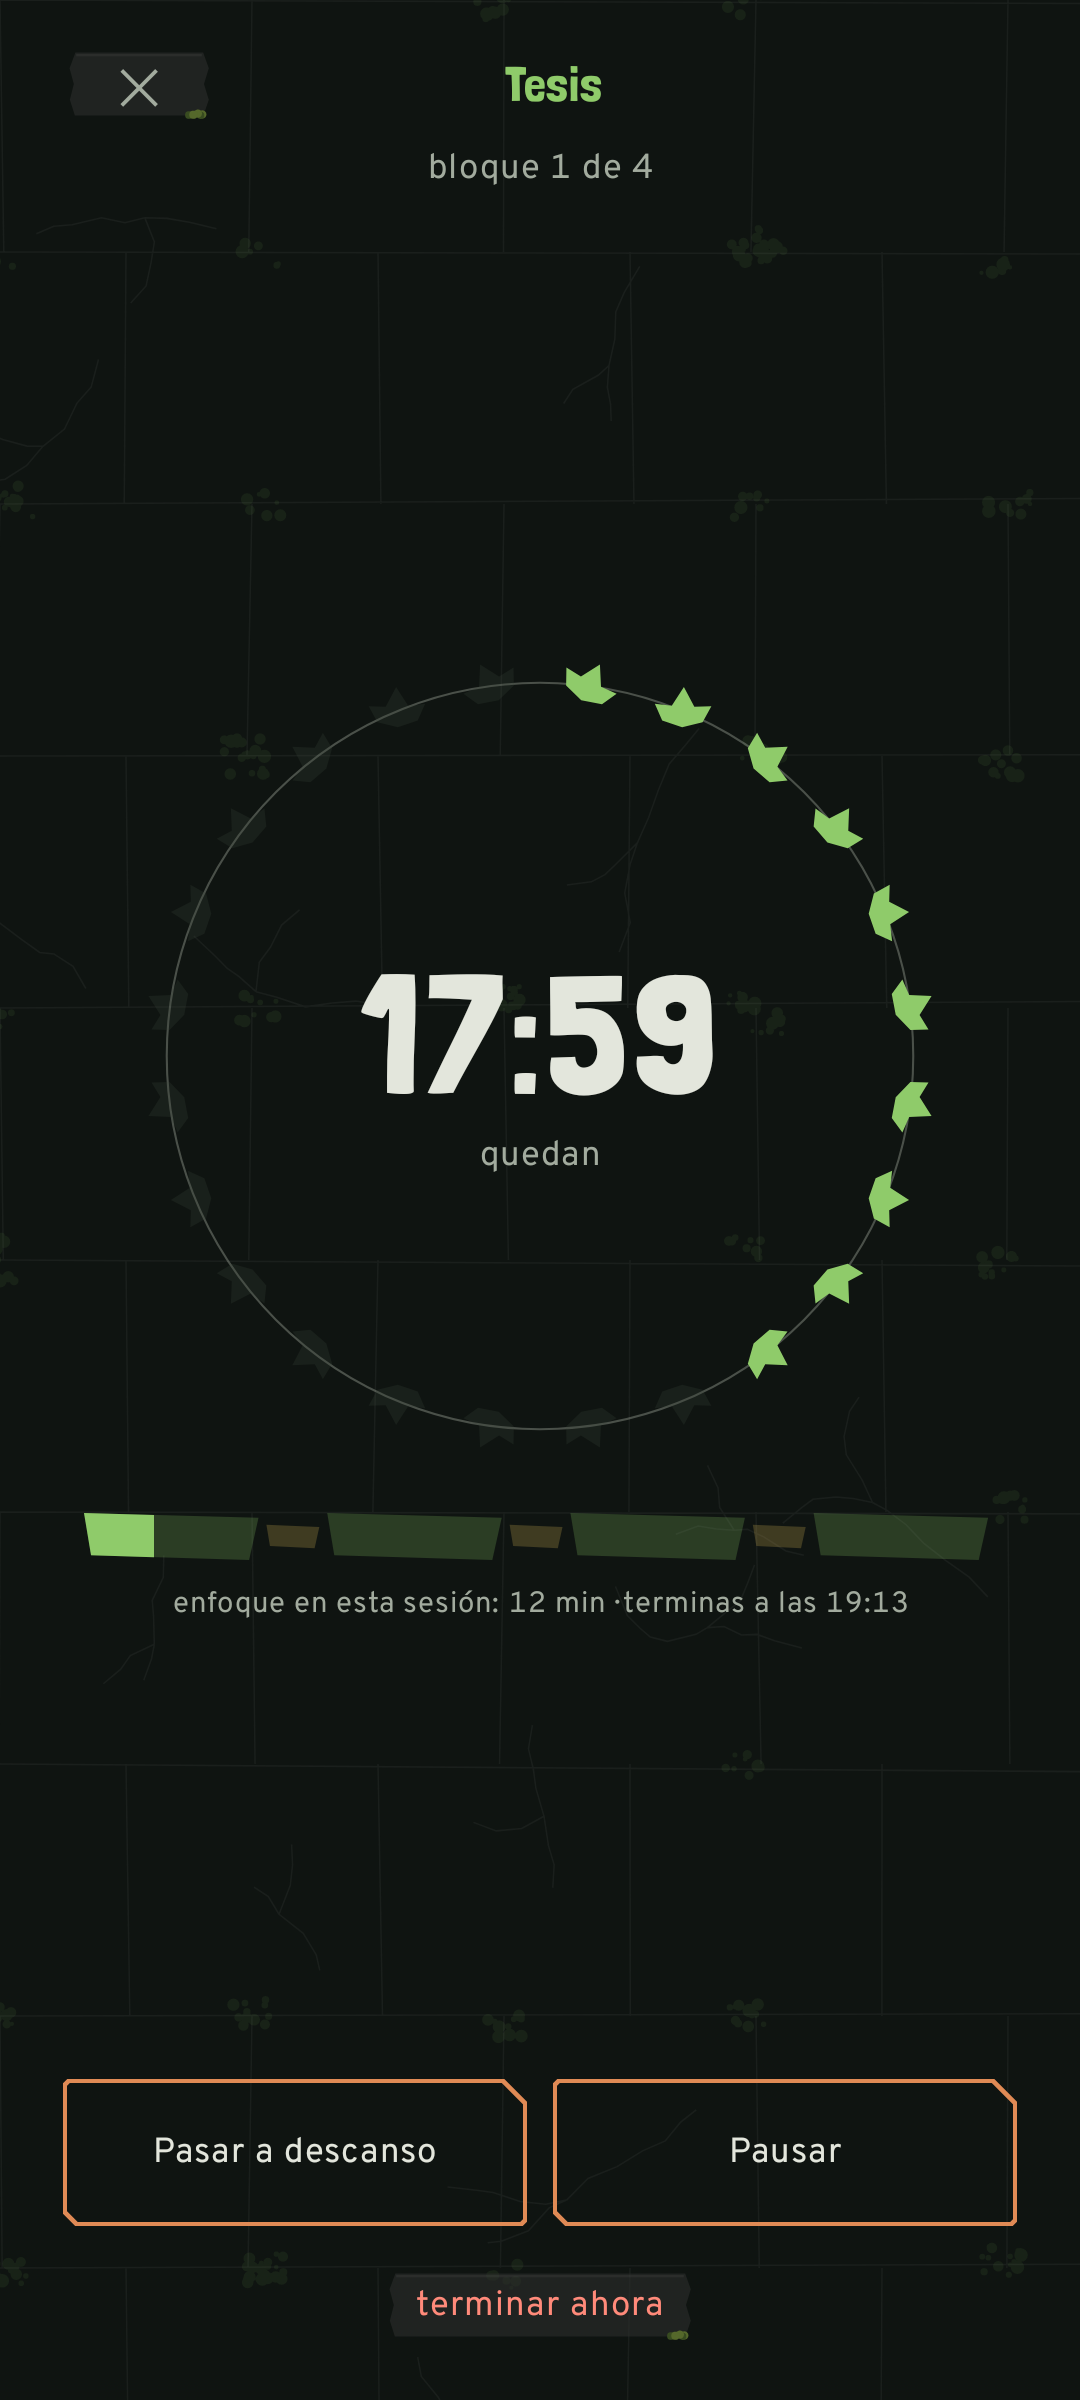 Tesis
bloque 1 de 4
17:59
quedan
enfoque en esta sesión: 12 min ·terminas a las 19:13
Pasar a descanso
Pausar
terminar ahora